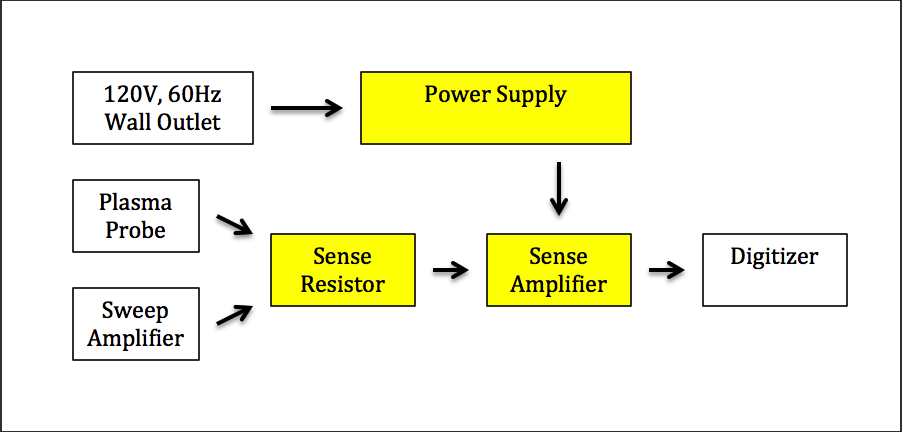 120V, 60Hz
Wall Outlet
Power Supply
Plasma
Probe
Sense
Resistor
Sense
Amplifier
Digitizer
Sweep
Amplifier